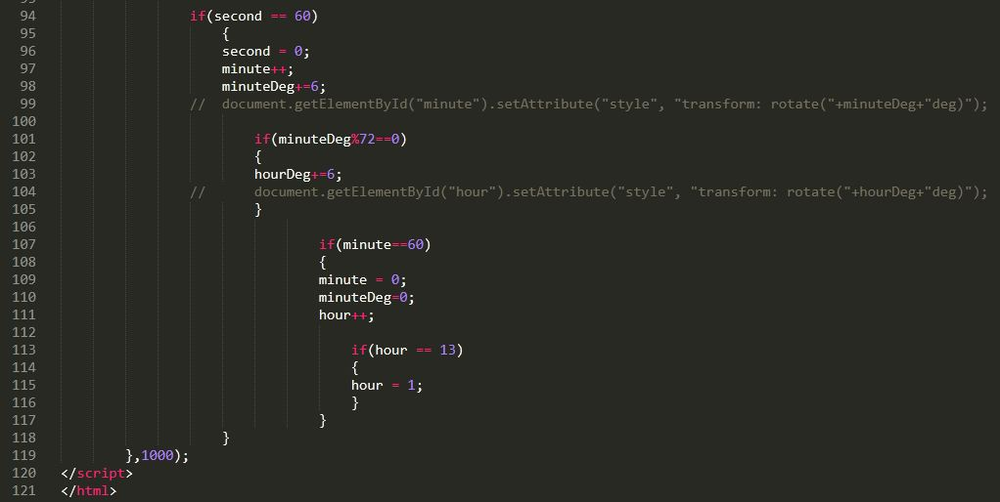 94 if(second == 60)
95 {
96 second = 0;
97 minute++;
98 minuteDeg+=6;
99 // document.getElementById("minute").setAttribute("style", "transform: rotate("+minuteDeg+"deg)");
100
101 if(minuteDeg%72==0)
102 {
103 hourDeg+=6;
104 // document.getElementById("hour").setAttribute("style", "transform: rotate("+hourDeg+"deg)");
105 }
106
107 if(minute==60)
108 {
109 minute = 0;
110 minuteDeg=0;
111 hour++;
112
113 if(hour == 13)
114 {
115 hour = 1;
116 }
117 }
118 }
119 },1000);
120 </script>
121 </html>